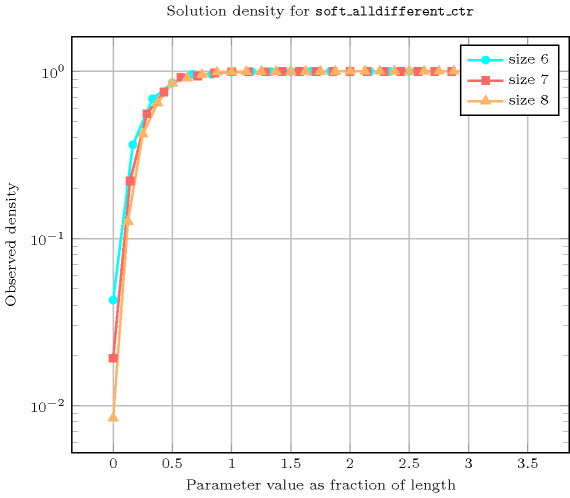 Solution density for soft_alldifferent_ctr
size 6
size 7
size 8
10^0
10^−1
10^−2
Observed density
0 0.5 1 1.5 2 2.5 3 3.5
Parameter value as fraction of length